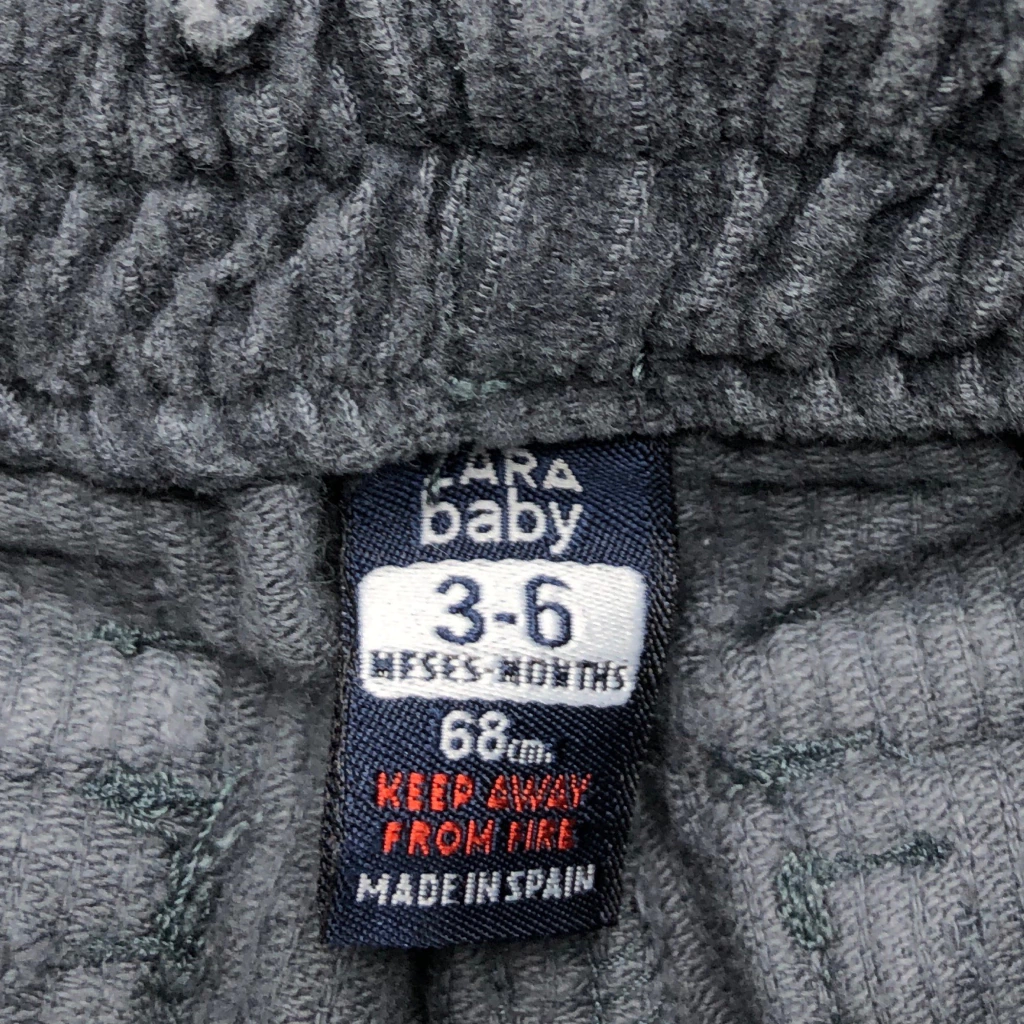 ZARA
baby
3-6
MESES-MONTHS
68cm.
KEEP AWAY
FROM FIRE
MADE IN SPAIN